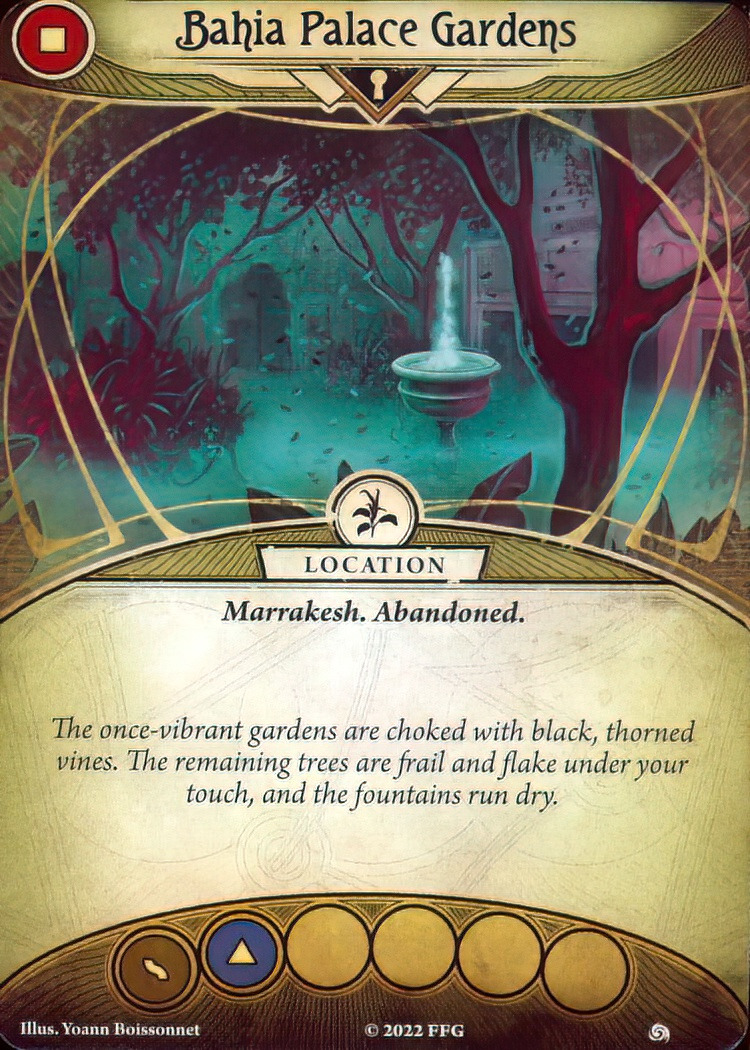 Bahia Palace Gardens
LOCATION
Marrakesh. Abandoned.
The once-vibrant gardens are choked with black, thorned
vines. The remaining trees are frail and flake under your
touch, and the fountains run dry.
Illus. Yoann Boissonnet
© 2022 FFG